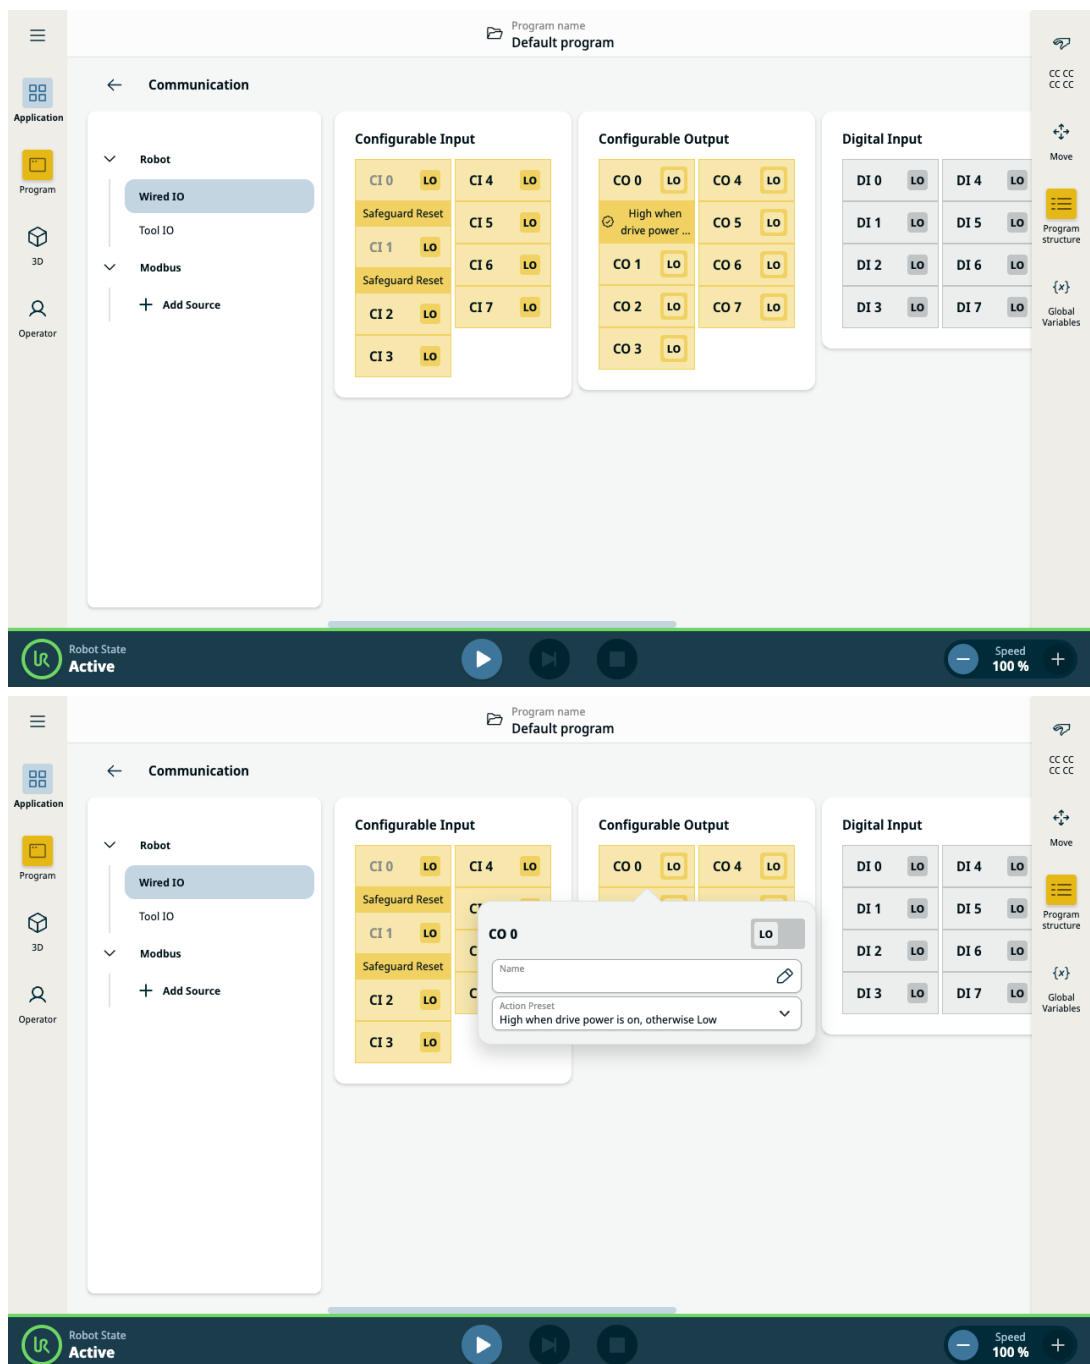 Program name
Default program
Application
Program
3D
Operator
Communication
Robot
Wired IO
Tool IO
Modbus
Add Source
Configurable Input
CI 0 LO CI 4 LO
Safeguard Reset
CI 5 LO
CI 1 LO
CI 6 LO
Safeguard Reset
CI 2 LO CI 7 LO
CI 3 LO
Configurable Output
CO 0 LO CO 4 LO
High when
drive power ...
CO 5 LO
CO 1 LO CO 6 LO
CO 2 LO CO 7 LO
CO 3 LO
Digital Input
DI 0 LO DI 4 LO
DI 1 LO DI 5 LO
DI 2 LO DI 6 LO
DI 3 LO DI 7 LO
CC CC
CC CC
Move
Program
structure
{x}
Global
Variables
Robot State
Active
Speed
100 %
Program name
Default program
Application
Program
3D
Operator
Communication
Robot
Wired IO
Tool IO
Modbus
Add Source
Configurable Input
CI 0 LO CI 4 LO
Safeguard Reset
CI 1 LO
Safeguard Reset
CI 2 LO
CI 3 LO
Configurable Output
CO 0 LO CO 4 LO
CO 0 LO
Name
Action Preset
High when drive power is on, otherwise Low
Digital Input
DI 0 LO DI 4 LO
DI 1 LO DI 5 LO
DI 2 LO DI 6 LO
DI 3 LO DI 7 LO
CC CC
CC CC
Move
Program
structure
{x}
Global
Variables
Robot State
Active
Speed
100 %